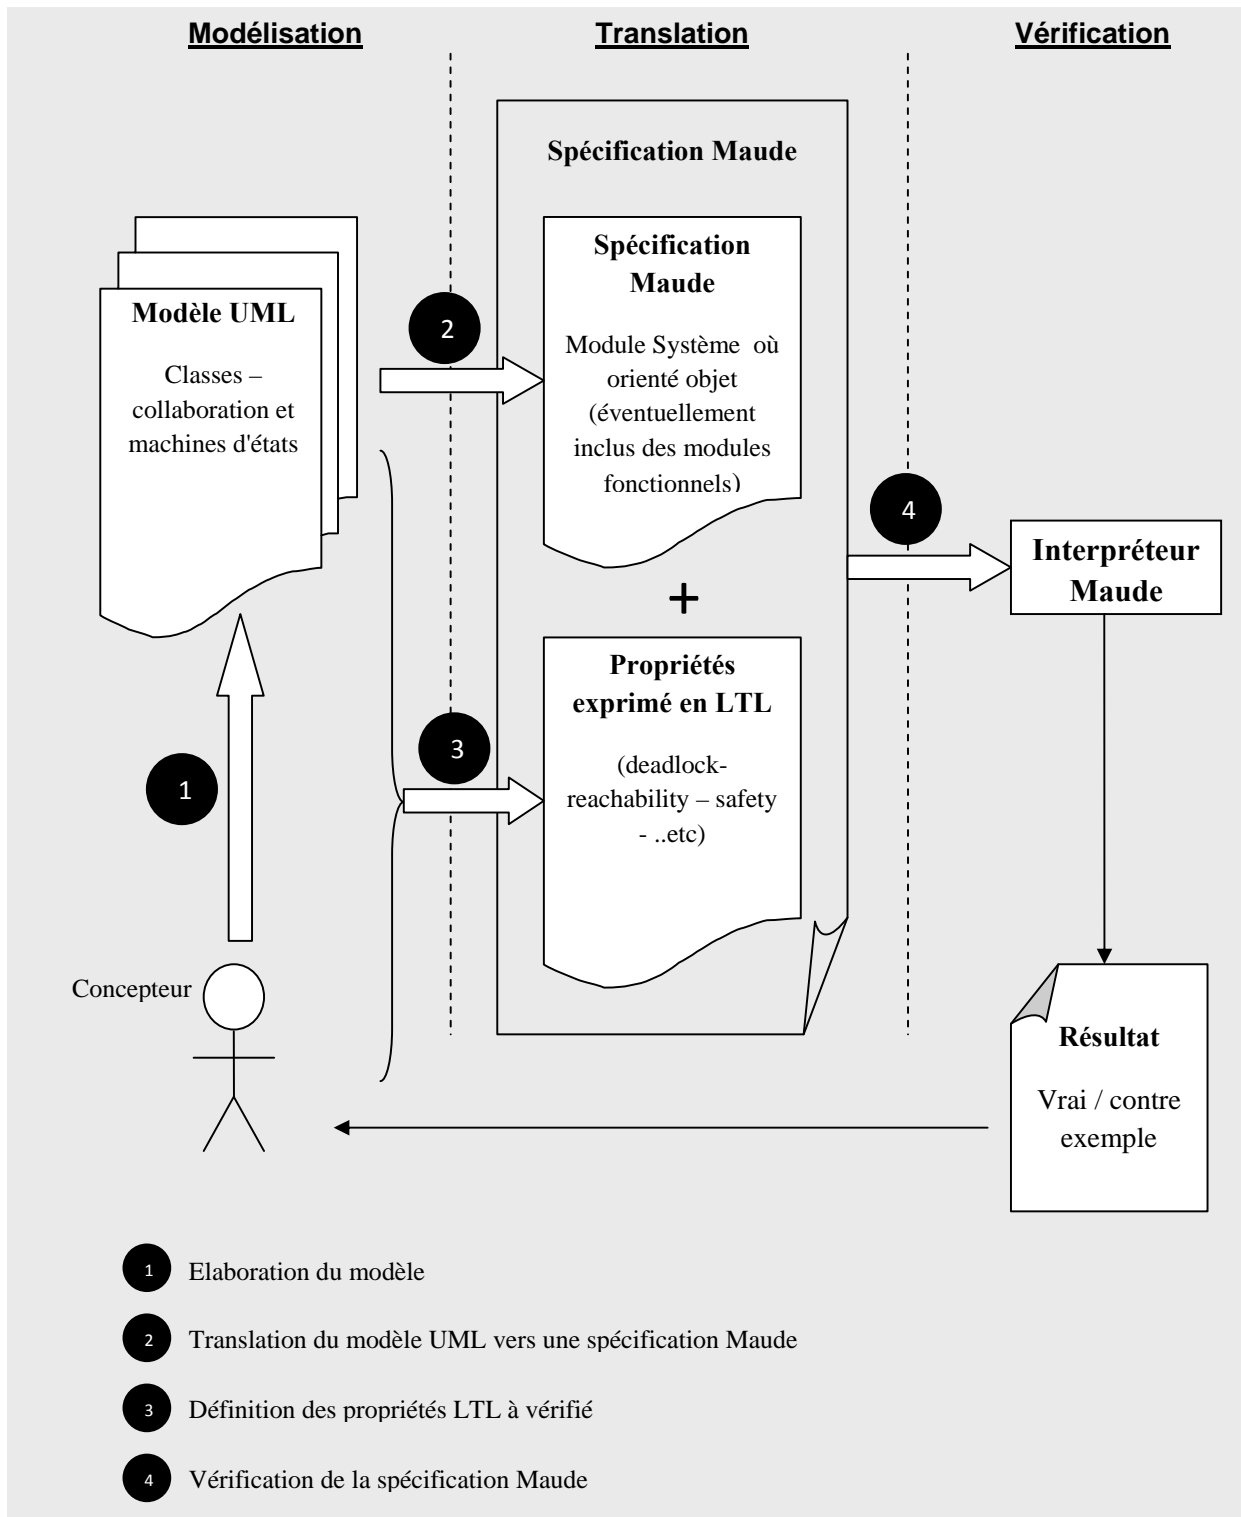 Modélisation
Translation
Vérification
Spécification Maude
Modèle UML
Classes –
collaboration et
machines d'états
2
Spécification
Maude
Module Système où
orienté objet
(éventuellement
inclus des modules
fonctionnels)
4
Interpréteur
Maude
+
Propriétés
exprimé en LTL
(deadlock-
reachability – safety
- ..etc)
3
1
Concepteur
Résultat
Vrai / contre
exemple
1 Elaboration du modèle
2 Translation du modèle UML vers une spécification Maude
3 Définition des propriétés LTL à vérifié
4 Vérification de la spécification Maude